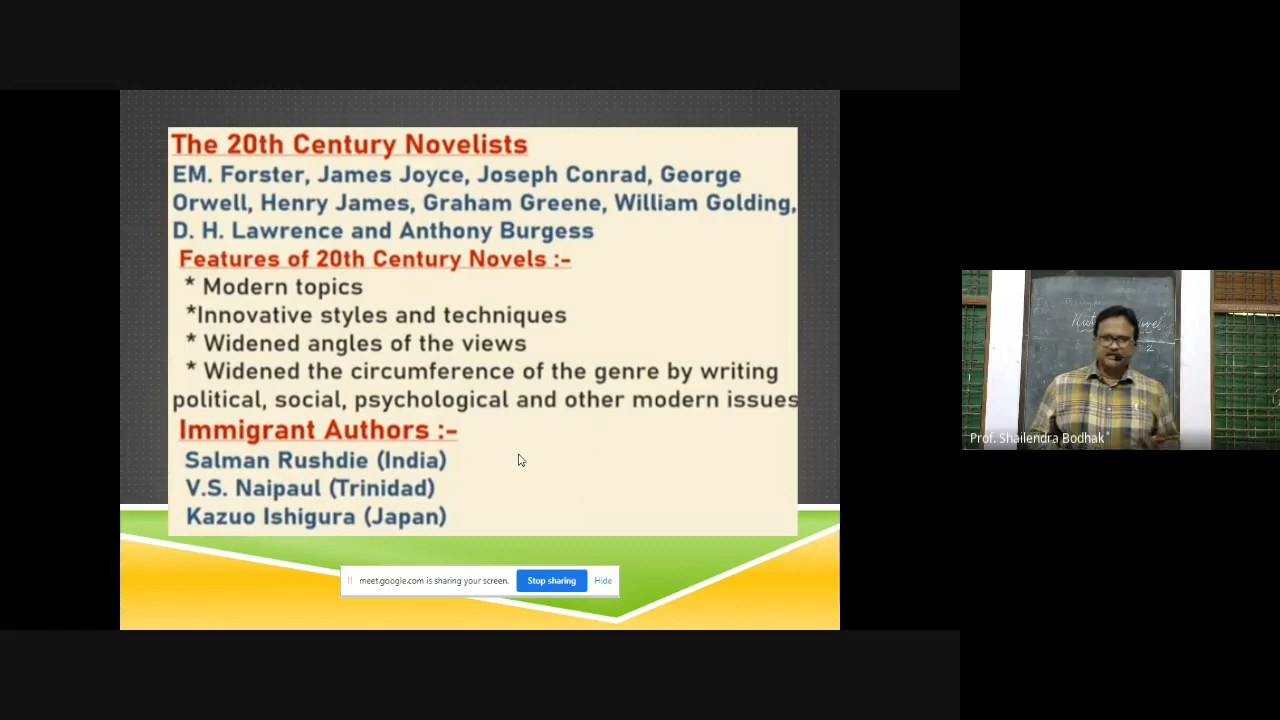 The 20th Century Novelists
EM. Forster, James Joyce, Joseph Conrad, George
Orwell, Henry James, Graham Greene, William Golding,
D. H. Lawrence and Anthony Burgess
Features of 20th Century Novels :-
* Modern topics
*Innovative styles and techniques
* Widened angles of the views
* Widened the circumference of the genre by writing
political, social, psychological and other modern issues
Immigrant Authors :-
Salman Rushdie (India)
V.S. Naipaul (Trinidad)
Kazuo Ishigura (Japan)
meet.google.com is sharing your screen.
Stop sharing
Hide
Prof. Shailendra Bodhak